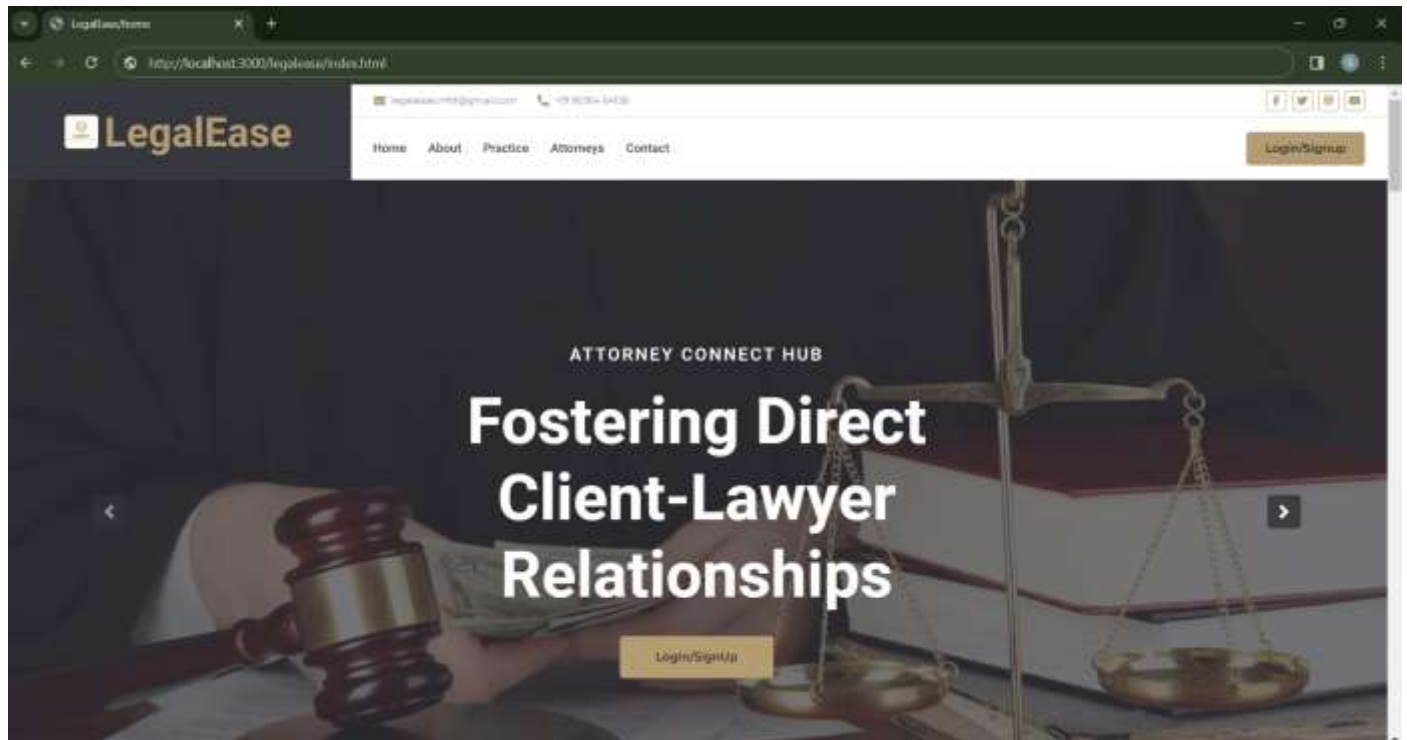 LegalEase/home
http://localhost:3000/legalease/index.html
LegalEase
Home About Practice Attorneys Contact
Login/Signup
ATTORNEY CONNECT HUB
Fostering Direct
Client-Lawyer
Relationships
Login/SignUp